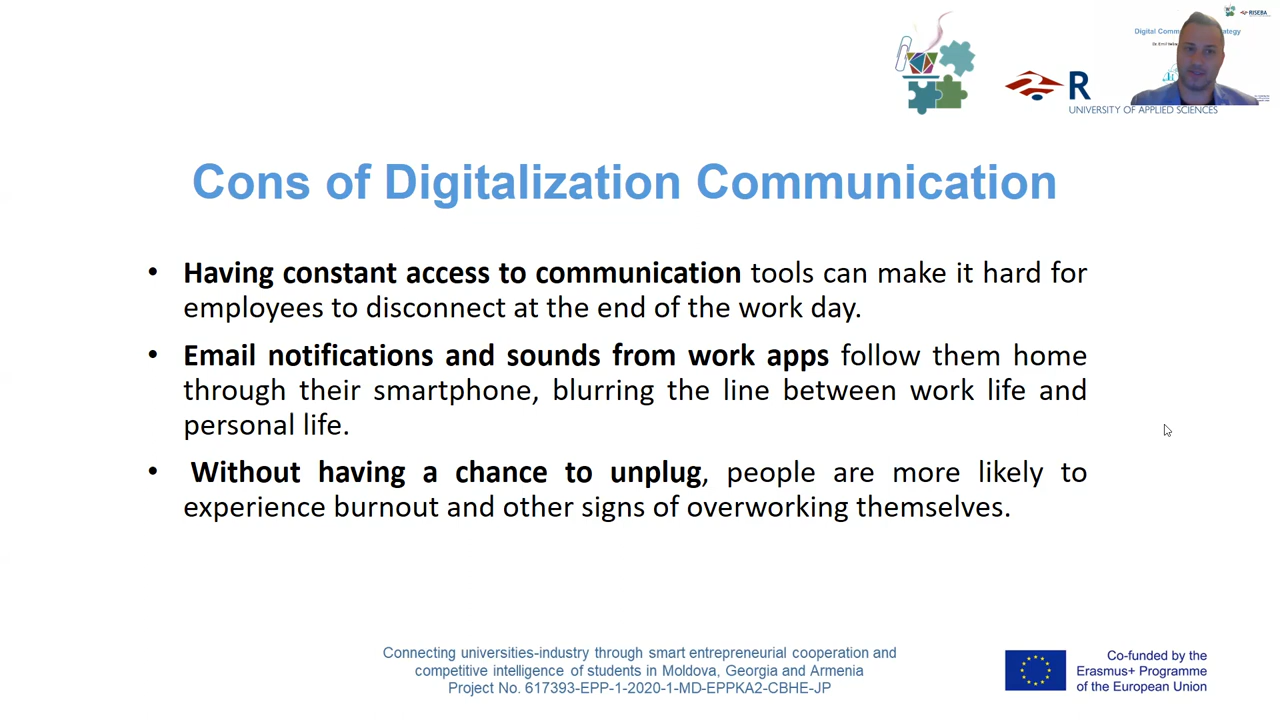 RISEBA
Digital Comm
tegy
R
UNIVERSITY OF APPLIED SCIENCES
Cons of Digitalization Communication
• Having constant access to communication tools can make it hard for
employees to disconnect at the end of the work day.
• Email notifications and sounds from work apps follow them home
through their smartphone, blurring the line between work life and
personal life.
• Without having a chance to unplug, people are more likely to
experience burnout and other signs of overworking themselves.
Connecting universities-industry through smart entrepreneurial cooperation and
competitive intelligence of students in Moldova, Georgia and Armenia
Project No. 617393-EPP-1-2020-1-MD-EPPKA2-CBHE-JP
Co-funded by the
Erasmus+ Programme
of the European Union